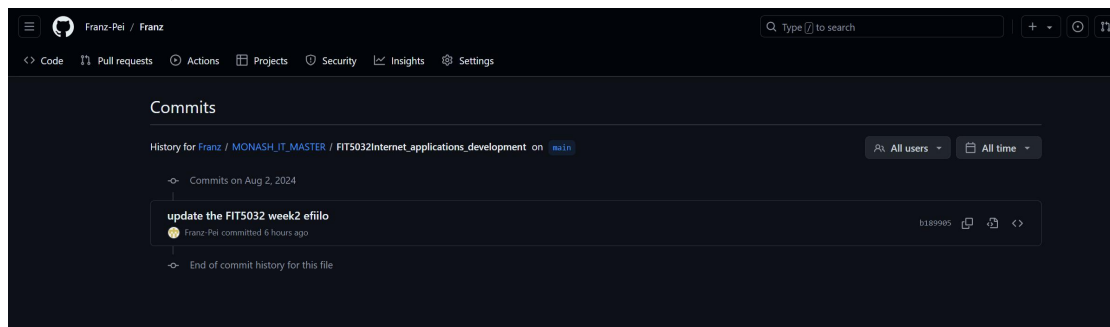 Franz-Pei / Franz
Type / to search
Code Pull requests Actions Projects Security Insights Settings
Commits
History for Franz / MONASH_IT_MASTER / FIT5032Internet_applications_development on main
All users All time
Commits on Aug 2, 2024
update the FIT5032 week2 efiilo
Franz-Pei committed 6 hours ago
b189905
End of commit history for this file